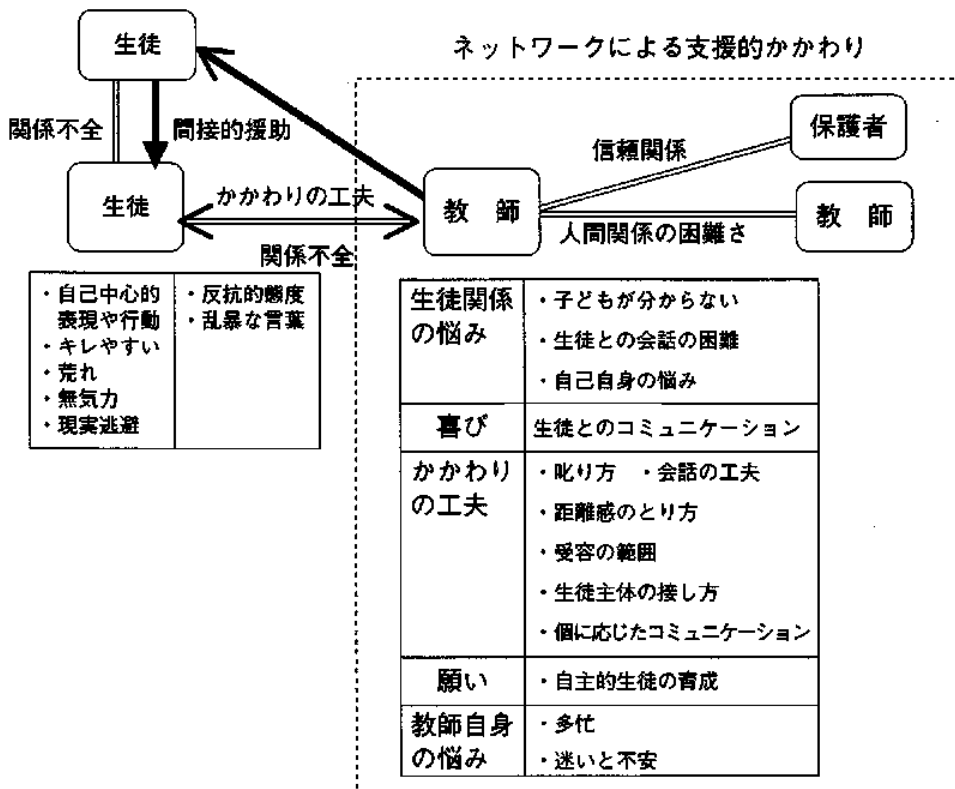 ネットワークによる支援的かかわり
生徒
関係不全
間接的援助
生徒
かかわりの工夫
関係不全
教 師
信頼関係
保護者
人間関係の困難さ
教 師
・自己中心的
表現や行動
・キレやすい
・荒れ
・無気力
・現実逃避
・反抗的態度
・乱暴な言葉
生徒関係
の悩み
・子どもが分からない
・生徒との会話の困難
・自己自身の悩み
喜び
生徒とのコミュニケーション
かかわり
の工夫
・叱り方 ・会話の工夫
・距離感のとり方
・受容の範囲
・生徒主体の接し方
・個に応じたコミュニケーション
願い
・自主的生徒の育成
教師自身
の悩み
・多忙
・迷いと不安